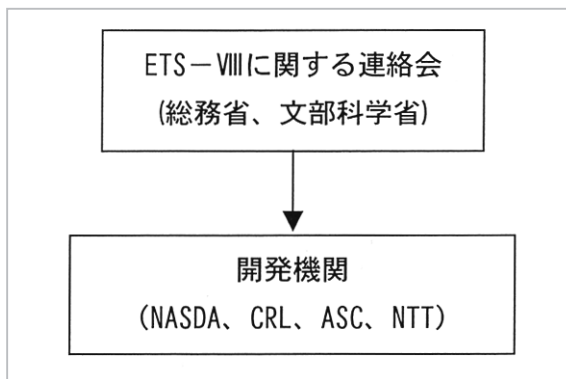 ETS－Ⅷに関する連絡会
(総務省、文部科学省)
開発機関
(NASDA、CRL、ASC、NTT)